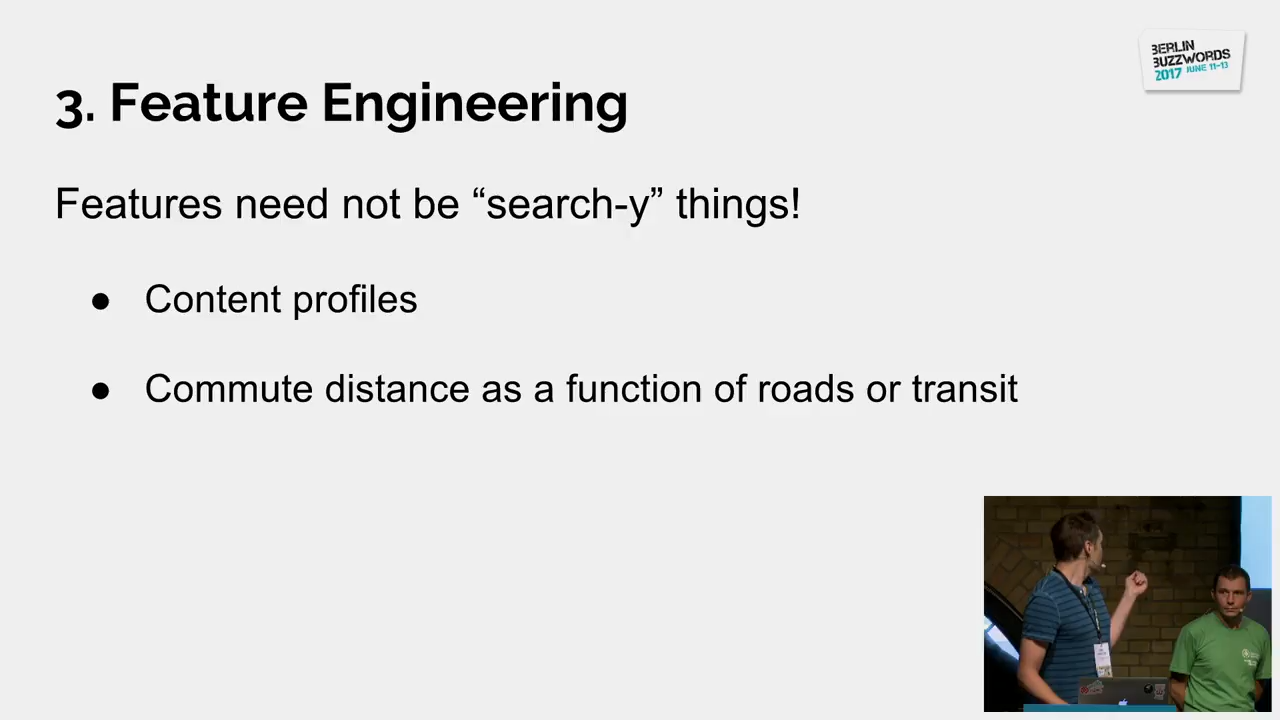 BERLIN
BUZZWORDS
2017 JUNE 11-13
3. Feature Engineering
Features need not be “search-y” things!
● Content profiles
● Commute distance as a function of roads or transit